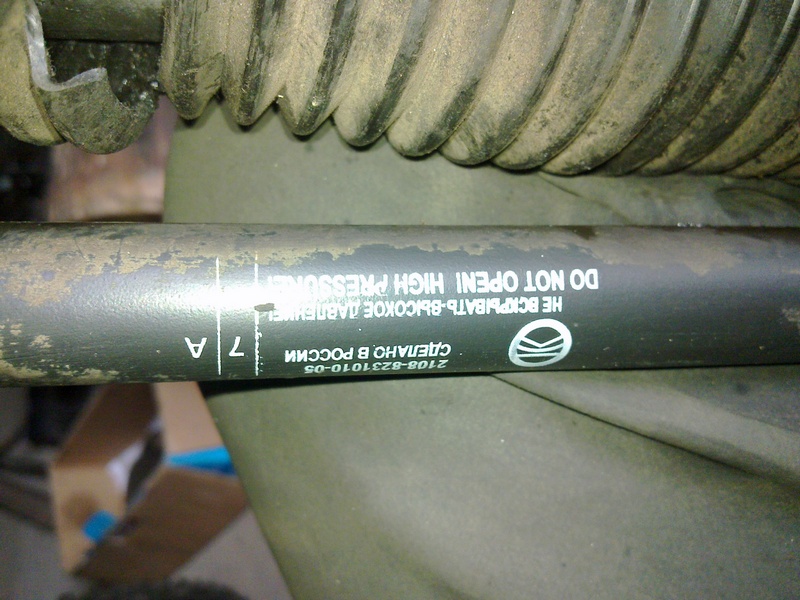 DO NOT OPEN! HIGH PRESSURE!
НЕ ВСКРЫВАТЬ-ВЫСОКОЕ ДАВЛЕНИЕ!
2108-8231010-05
СДЕЛАНО В РОССИИ
7 A